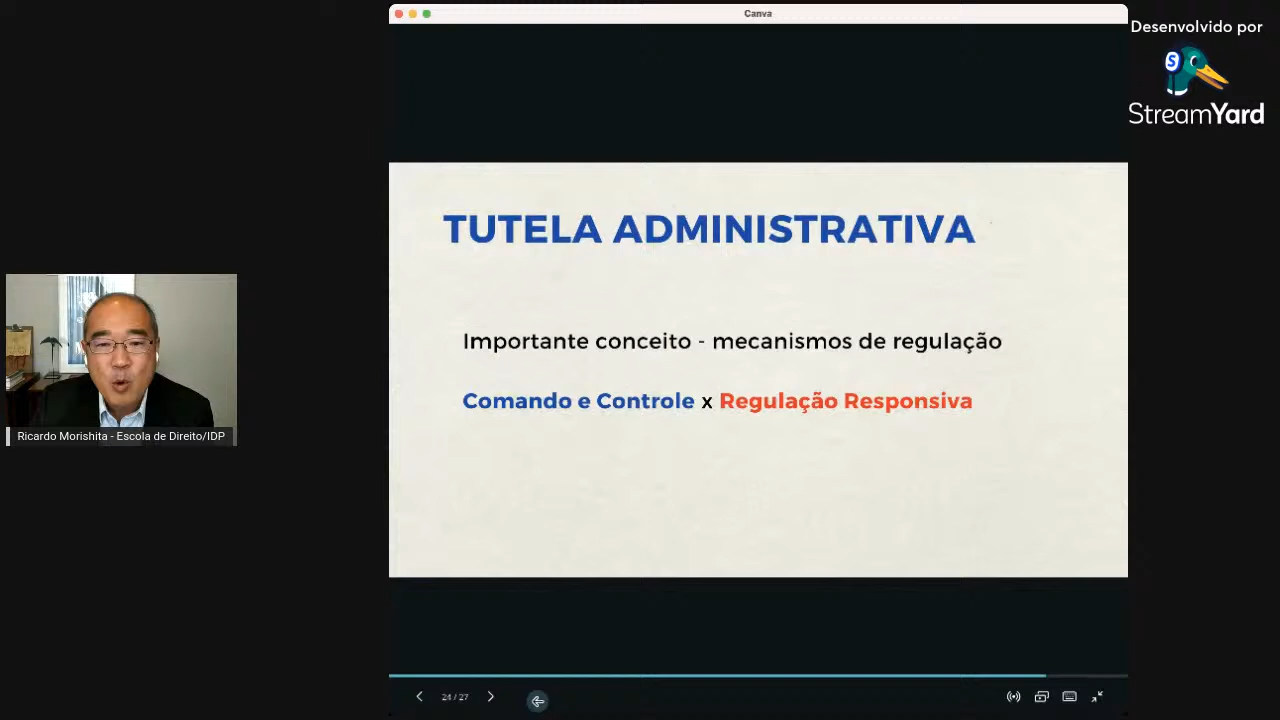 Canva
Desenvolvido por
StreamYard
TUTELA ADMINISTRATIVA
Importante conceito - mecanismos de regulação
Comando e Controle x Regulação Responsiva
Ricardo Morishita - Escola de Direito/IDP
24 / 27